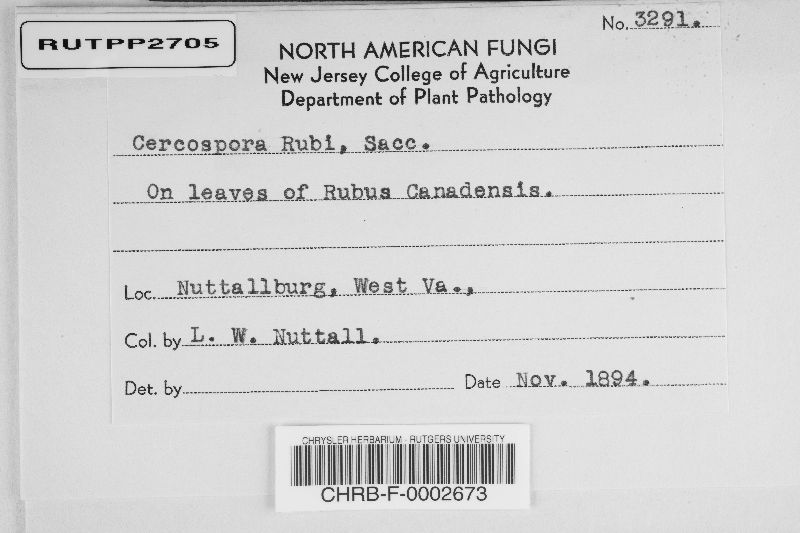 No. 3291.
RUTPP2705
NORTH AMERICAN FUNGI
New Jersey College of Agriculture
Department of Plant Pathology
Cercospora Rubi, Sacc.
On leaves of Rubus Canadensis.
Loc. Nuttallburg, West Va.,
Col. by L. W. Nuttall.
Det. by
Date Nov. 1894.
CHRYSLER HERBARIUM - RUTGERS UNIVERSITY
CHRB-F-0002673